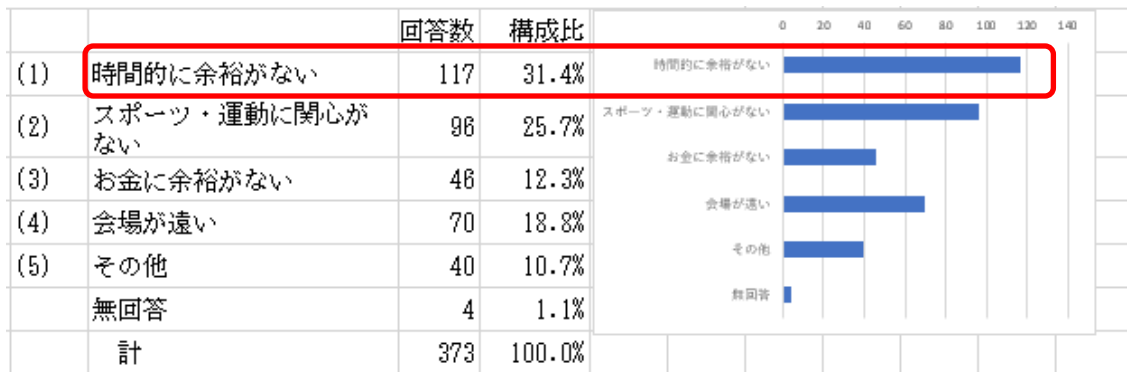 回答数 構成比
(1) 時間的に余裕がない 117 31.4%
(2) スポーツ・運動に関心が
ない 96 25.7%
(3) お金に余裕がない 46 12.3%
(4) 会場が遠い 70 18.8%
(5) その他 40 10.7%
無回答 4 1.1%
計 373 100.0%
0 20 40 60 80 100 120 140
時間的に余裕がない
スポーツ・運動に関心がない
お金に余裕がない
会場が遠い
その他
無回答